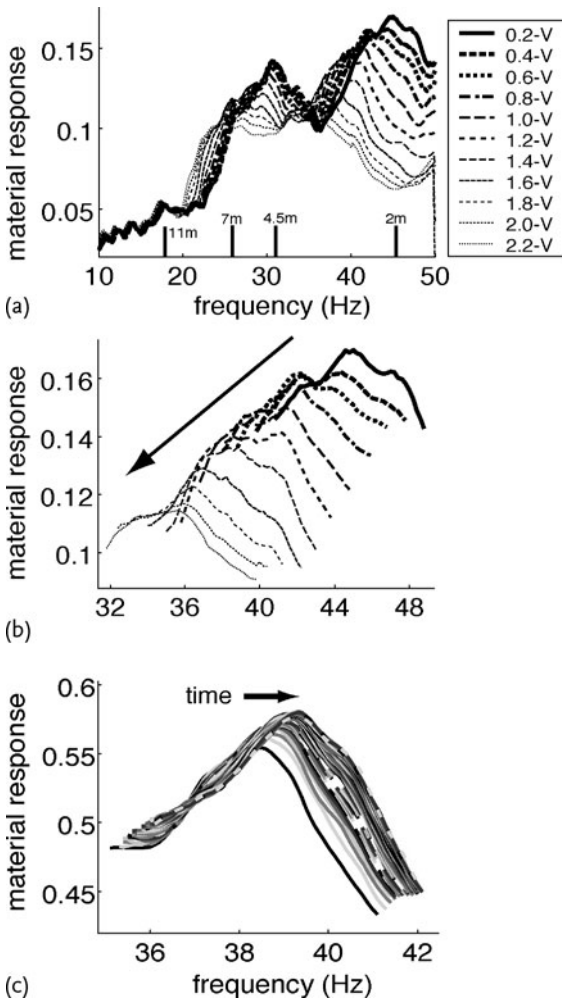 0.15
0.1
0.05
material response
11m
7m
4.5m
2m
10 20 30 40 50
frequency (Hz)
(a)
0.2-V
0.4-V
0.6-V
0.8-V
1.0-V
1.2-V
1.4-V
1.6-V
1.8-V
2.0-V
2.2-V
0.16
0.14
0.12
0.1
material response
32 36 40 44 48
(b)
0.6
0.55
0.5
0.45
material response
time
36 38 40 42
frequency (Hz)
(c)